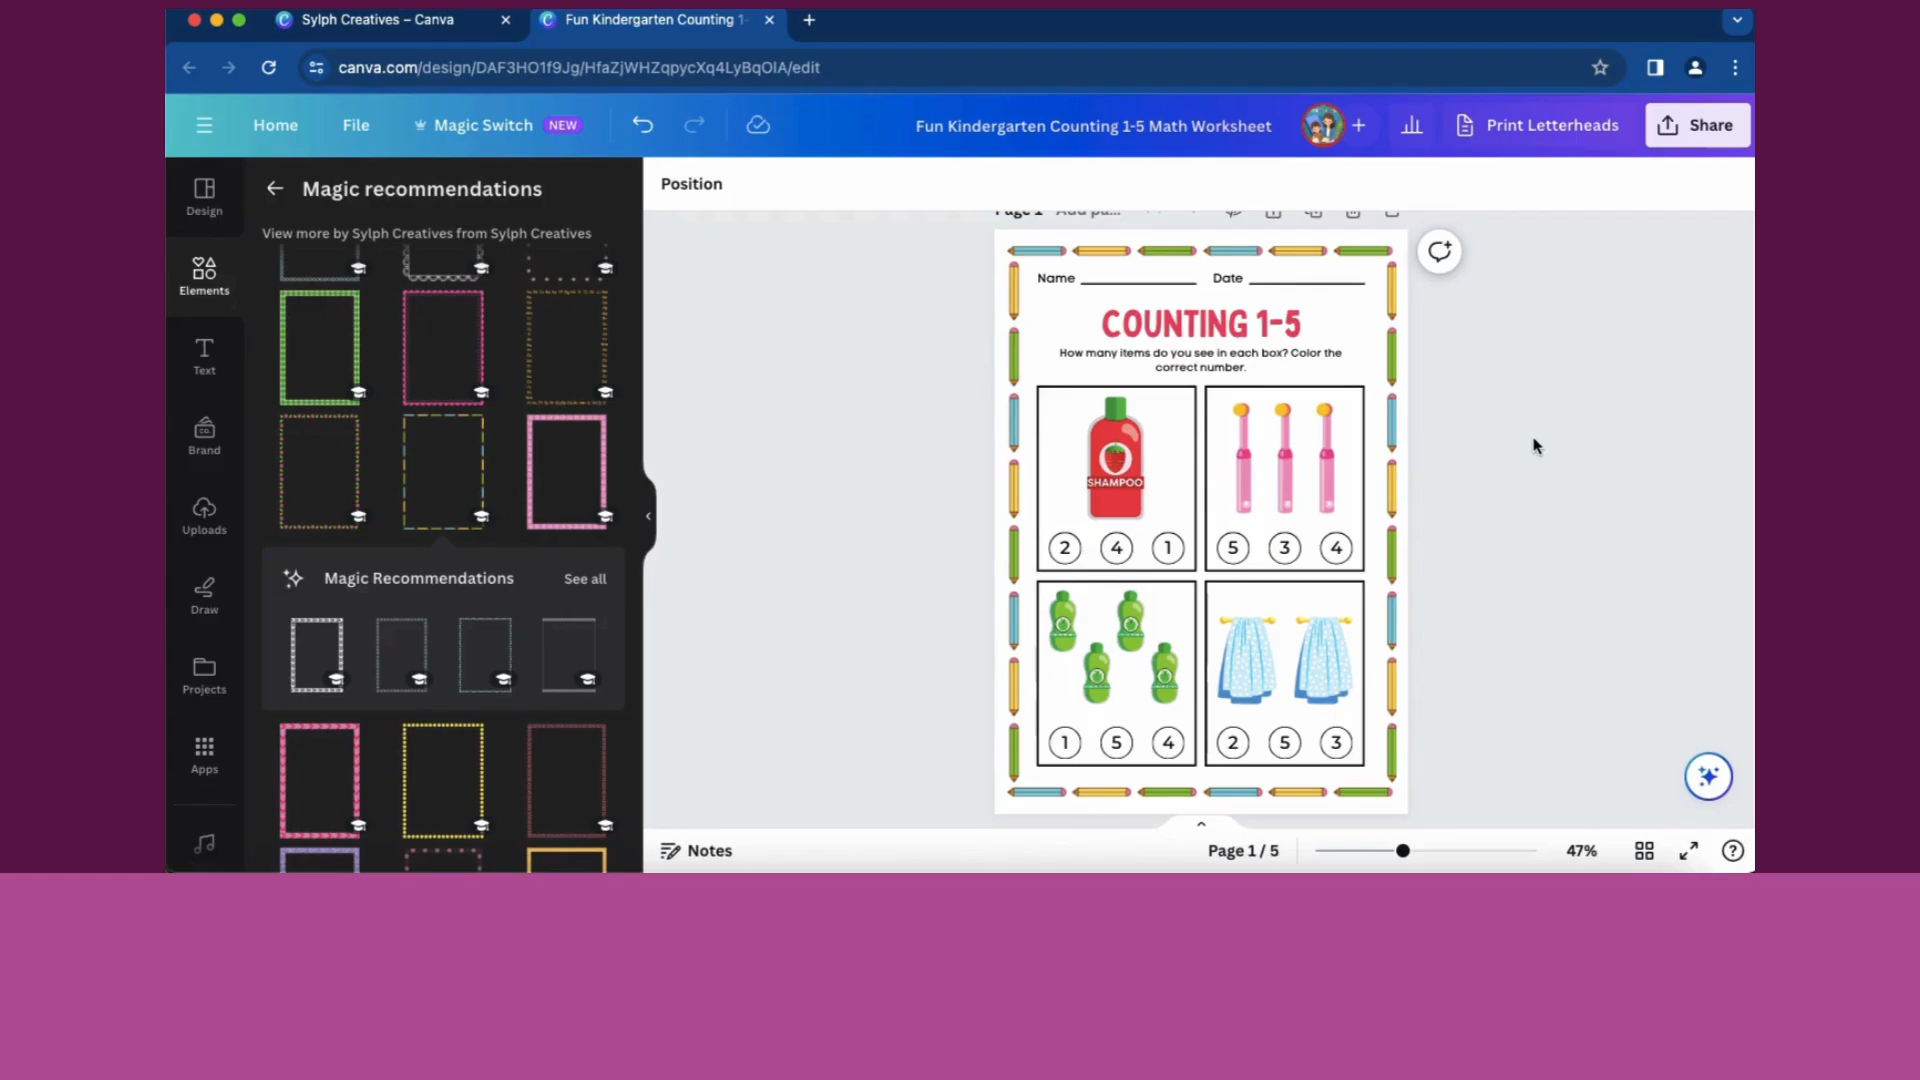 Sylph Creatives – Canva
Fun Kindergarten Counting 1-
canva.com/design/DAF3HO1f9Jg/HfaZjWHZqpycXq4LyBqOIA/edit
Home
File
Magic Switch NEW
Fun Kindergarten Counting 1-5 Math Worksheet
Print Letterheads
Share
Design
Elements
Text
CO.
Brand
Uploads
Draw
Projects
Apps
Magic recommendations
View more by Sylph Creatives from Sylph Creatives
Magic Recommendations
See all
Position
Page 1
Name
Date
COUNTING 1-5
How many items do you see in each box? Color the
correct number.
SHAMPOO
2 4 1
5 3 4
1 5 4
2 5 3
Notes
Page 1 / 5
47%